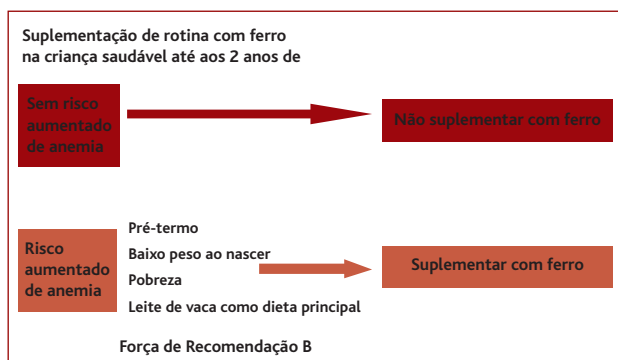 Suplementação de rotina com ferro
na criança saudável até aos 2 anos de
Sem risco
aumentado
de anemia
Não suplementar com ferro
Risco
aumentado
de anemia
Pré-termo
Baixo peso ao nascer
Pobreza
Leite de vaca como dieta principal
Suplementar com ferro
Força de Recomendação B